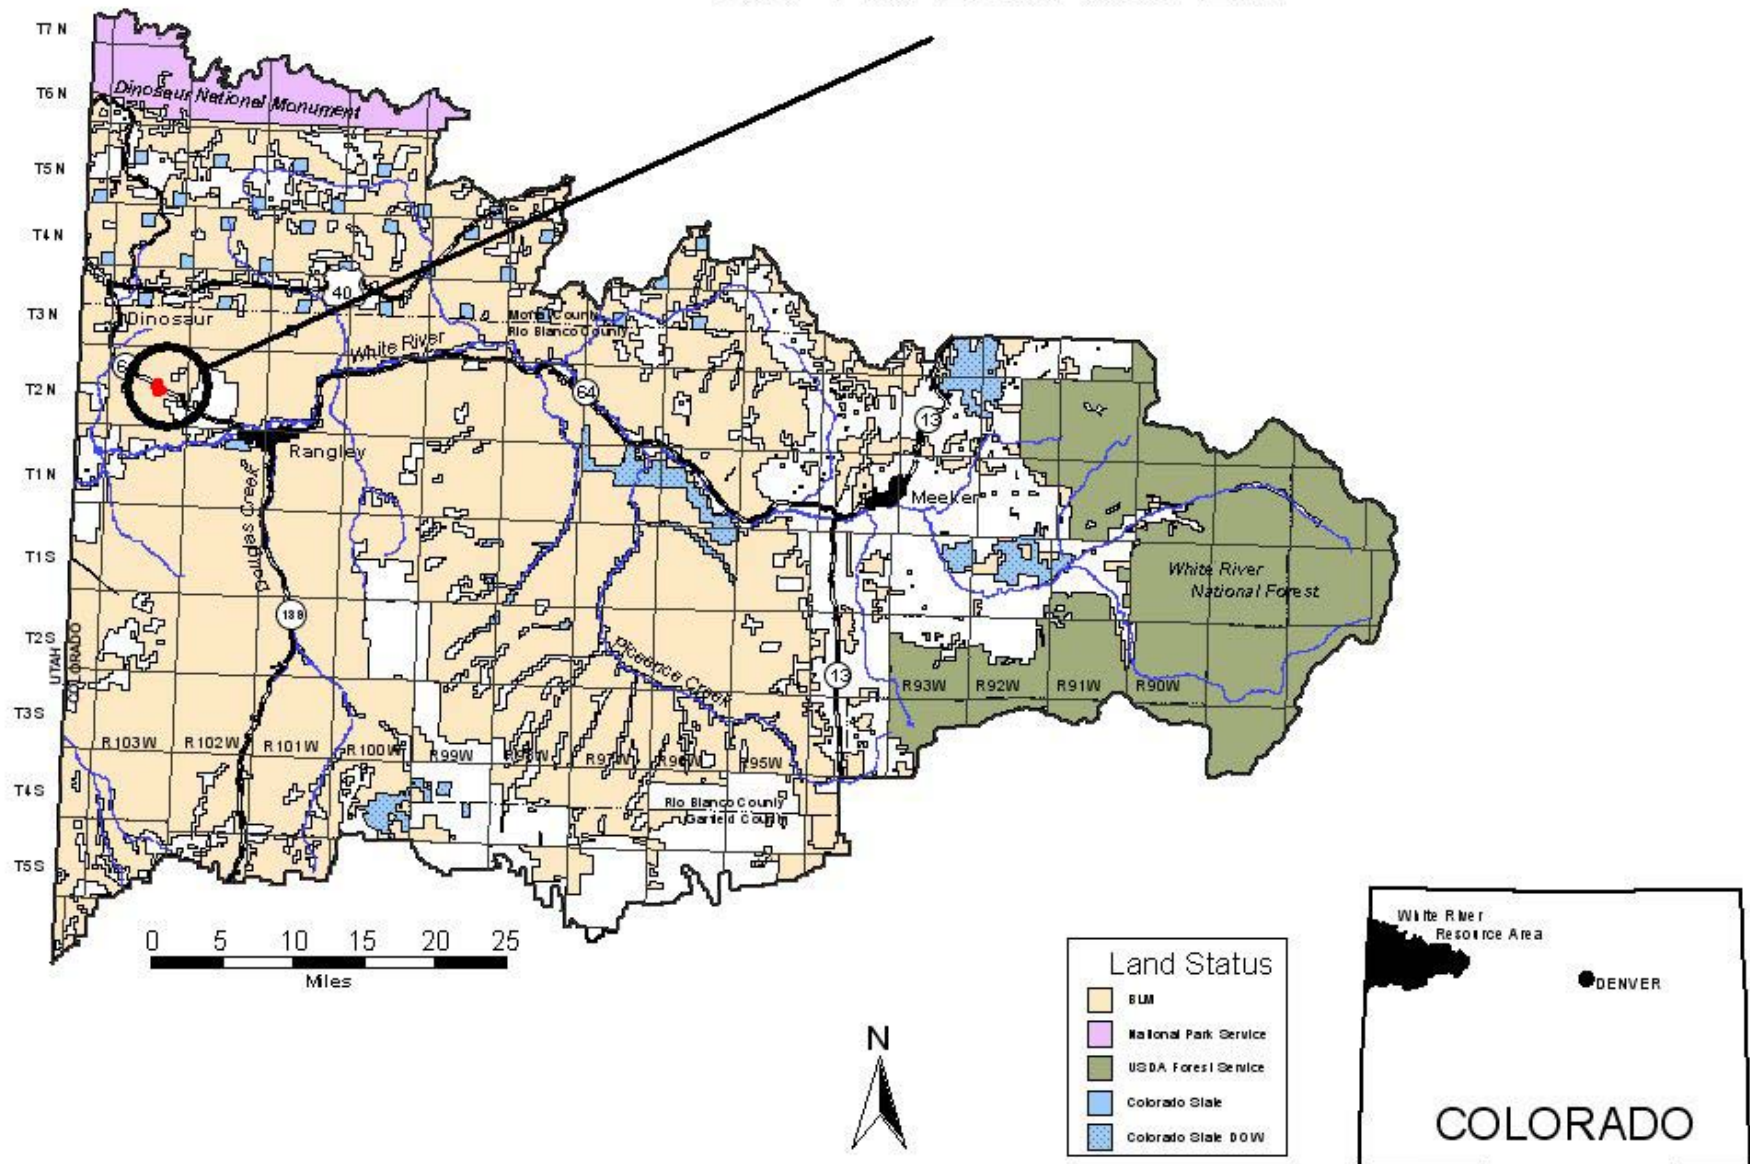 T7 N
Dinosaur National Monument
T6 N
T5 N
T4 N
40
T3 N
Dinosaur
Rio Blanco County
White River
T2 N
64
13
Rangley
T1 N
Meeker
Douglas Creek
T1S
White River
National Forest
139
T2S
UTAH
COLORADO
Piceance Creek
13
R93W
R92W
R91W
R90W
T3S
R103W
R102W
R101W
R100W
R99W
R98W
R97W
R96W
R95W
T4S
Rio Blanco County
Garfield County
T5S
0 5 10 15 20 25
Miles
N
Land Status
BLM
National Park Service
USDA Forest Service
Colorado State
Colorado State DOW
White River
Resource Area
DENVER
COLORADO